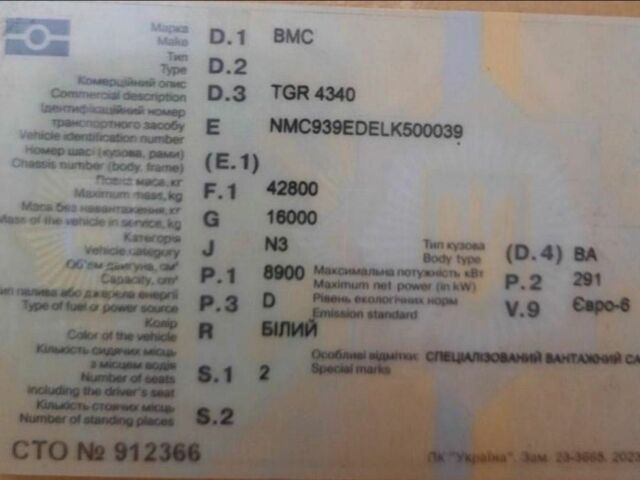 Марка
Make D.1 BMC
Тип
Type D.2
Комерційний опис
Commercial description D.3 TGR 4340
Ідентифікаційний номер
транспортного засобу E NMC939EDELK500039
Vehicle identification number
Номер шасі (кузова, рами)
Chassis number (body, frame) (E.1)
Повна маса, кг
Maximum mass, kg F.1 42800
Маса без навантаження, кг
Mass of the vehicle in service, kg G 16000
Категорія
Vehicle category J N3 Тип кузова
Body type (D.4) BA
Об'єм двигуна, см³
Capacity, cm³ P.1 8900 Максимальна потужність кВт
Maximum net power (in kW) P.2 291
Тип палива або джерела енергії
Type of fuel or power source P.3 D Рівень екологічних норм
Emission standard V.9 Євро-6
Колір
Color of the vehicle R БІЛИЙ
Кількість сидячих місць
з місцем водія
Number of seats S.1 2
including the driver's seat
Особливі відмітки: СПЕЦІАЛІЗОВАНИЙ ВАНТАЖНИЙ СА
Special marks
Кількість стоячих місць
Number of standing places S.2
СТО № 912366
ПК "Україна". Зам. 23-3665. 2023